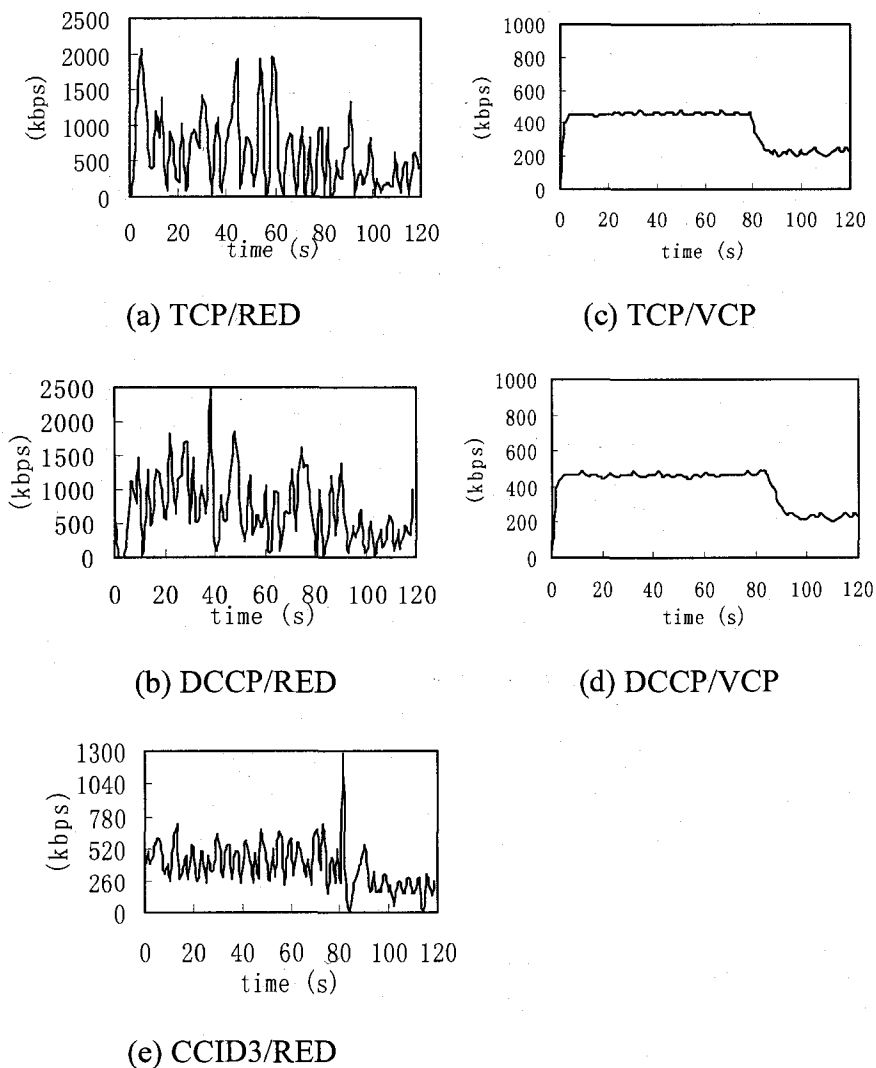 2500
2000
1500
1000
500
0
(kbps)
0 20 40 60 80 100 120
time (s)
(a) TCP/RED
1000
800
600
400
200
0
(kbps)
0 20 40 60 80 100 120
time (s)
(c) TCP/VCP
2500
2000
1500
1000
500
0
(kbps)
0 20 40 60 80 100 120
time (s)
(b) DCCP/RED
1000
800
600
400
200
0
(kbps)
0 20 40 60 80 100 120
time (s)
(d) DCCP/VCP
1300
1040
780
520
260
0
(kbps)
0 20 40 60 80 100 120
time (s)
(e) CCID3/RED